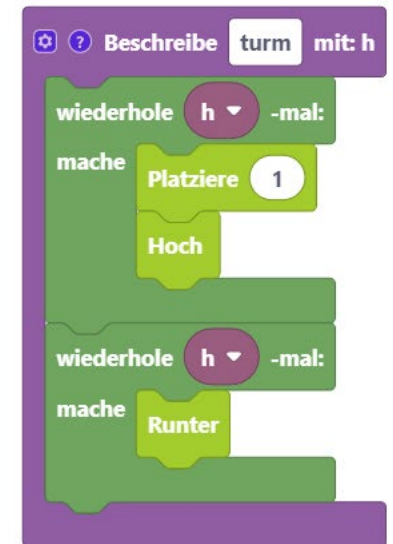 ? Beschreibe turm mit: h
wiederhole h -mal:
mache Platziere 1
Hoch
wiederhole h -mal:
mache Runter